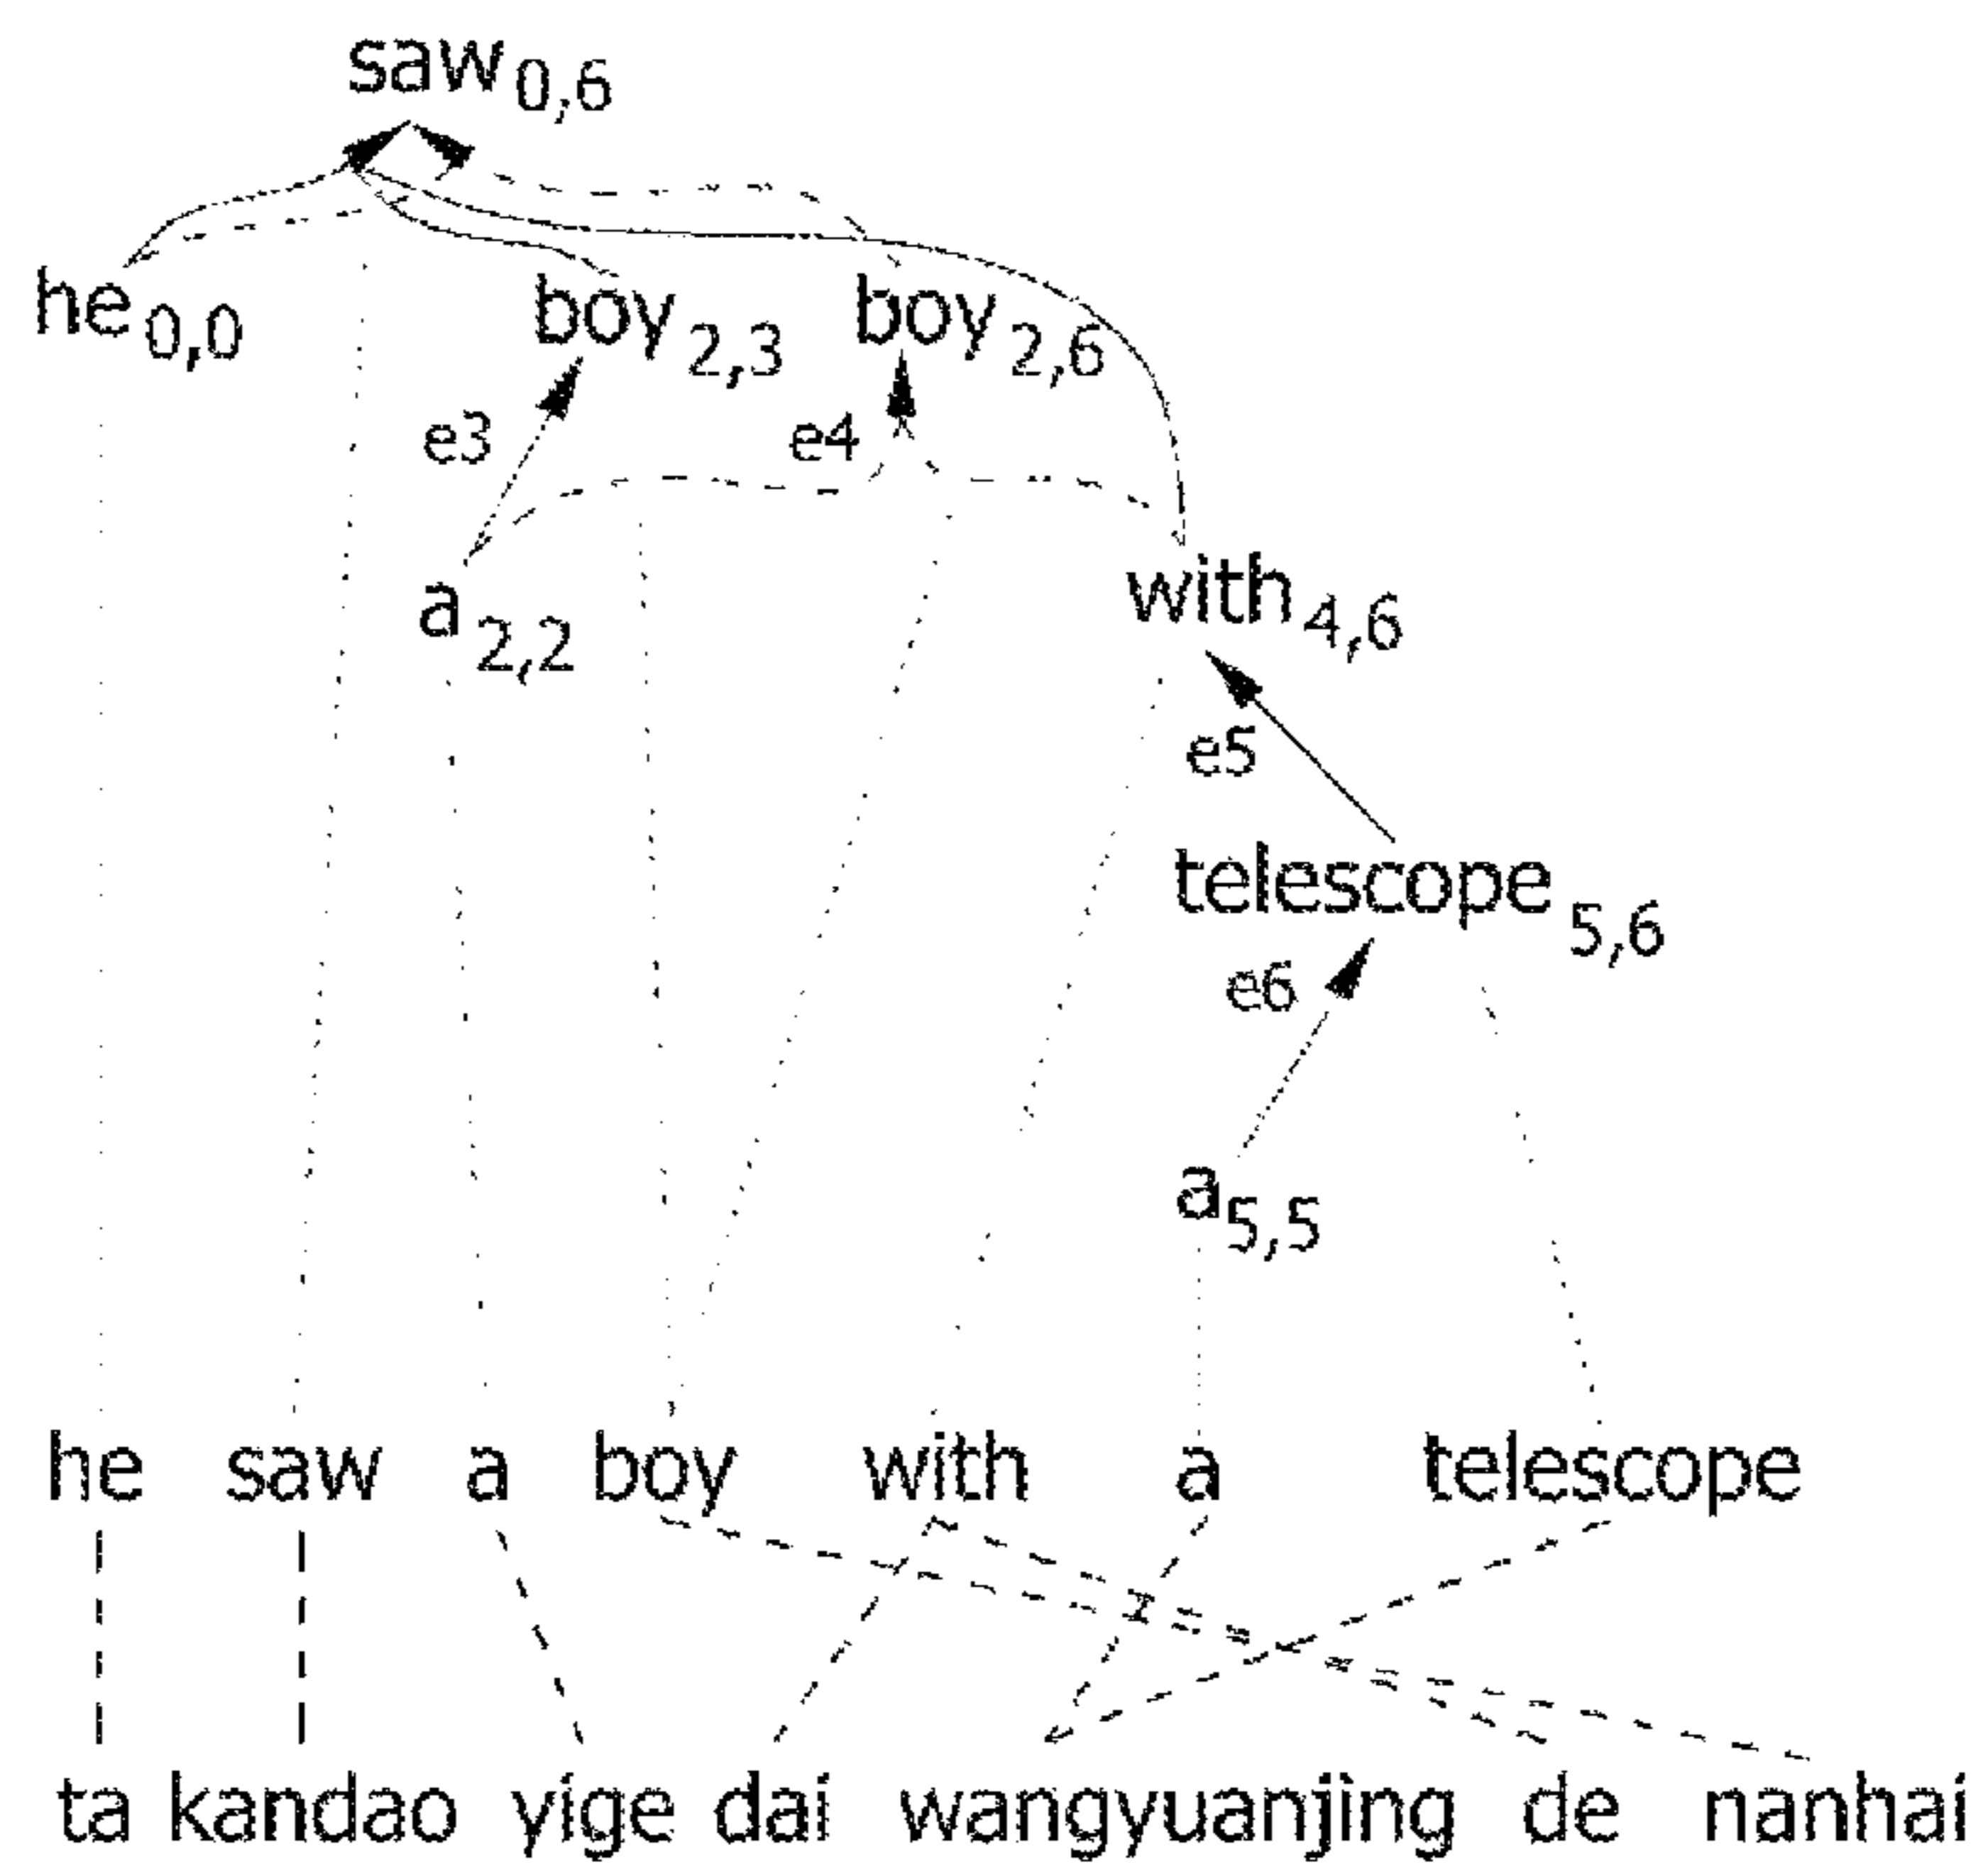 saw0,6
he0,0 boy2,3 boy2,6
e3 e4
a2,2 with4,6
e5
telescope5,6
e6
a5,5
he saw a boy with a telescope
ta kandao yige dai wangyuanjing de nanhai